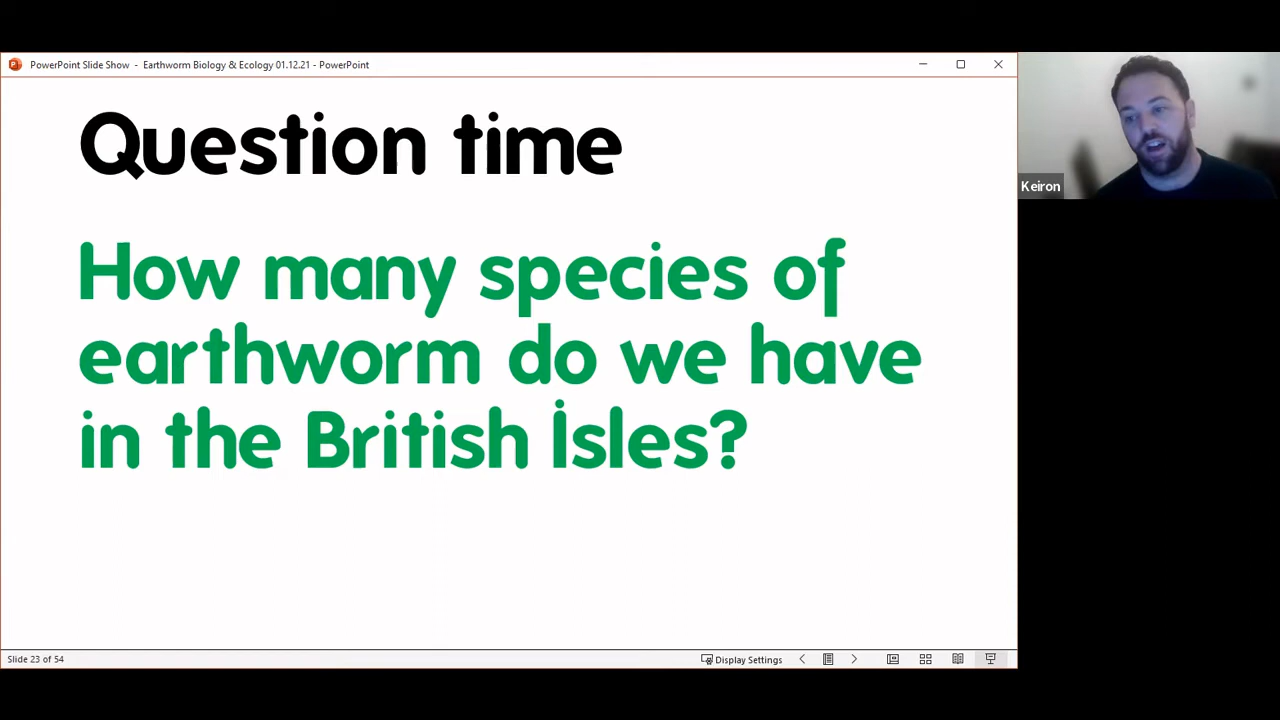 PowerPoint Slide Show - Earthworm Biology & Ecology 01.12.21 - PowerPoint
Question time
How many species of
earthworm do we have
in the British Isles?
Keiron
Slide 23 of 54
Display Settings